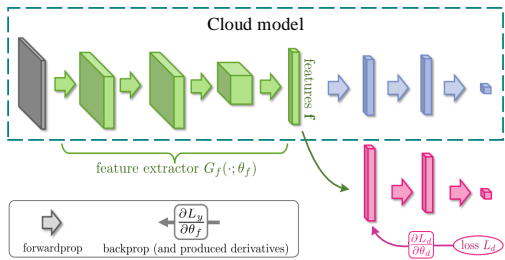 Cloud model
features f
feature extractor G_f(·; θ_f)
forwardprop
∂L_y
∂θ_f
backprop (and produced derivatives)
∂L_d
∂θ_d
loss L_d